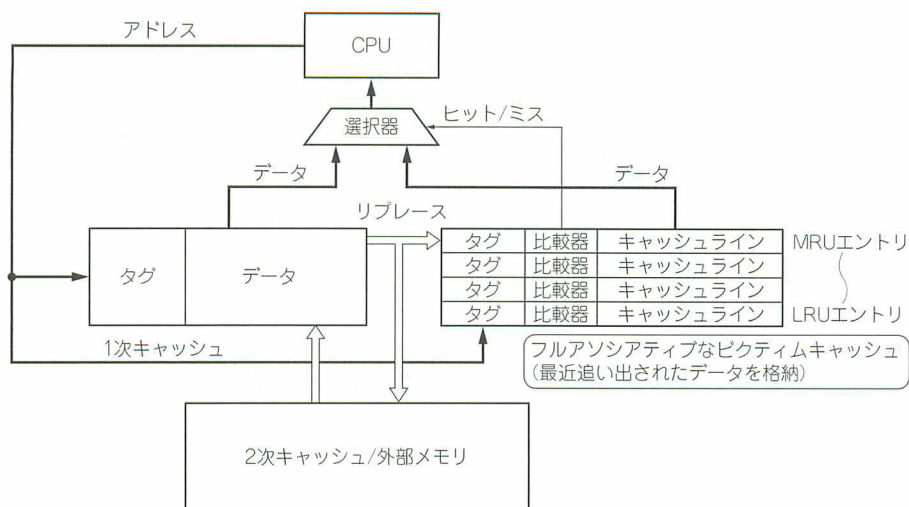 アドレス
CPU
ヒット/ミス
選択器
データ
データ
リプレース
タグ
データ
タグ 比較器 キャッシュライン MRUエントリ
タグ 比較器 キャッシュライン
タグ 比較器 キャッシュライン
タグ 比較器 キャッシュライン LRUエントリ
1次キャッシュ
フルアソシアティブなビクティムキャッシュ
(最近追い出されたデータを格納)
2次キャッシュ/外部メモリ